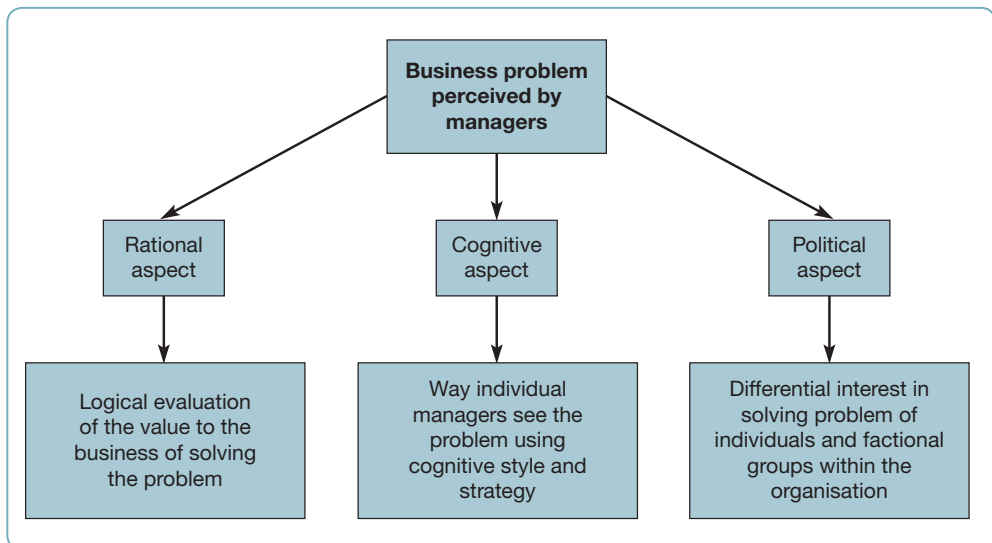 Business problem
perceived by
managers
Rational
aspect
Cognitive
aspect
Political
aspect
Logical evaluation
of the value to the
business of solving
the problem
Way individual
managers see the
problem using
cognitive style and
strategy
Differential interest in
solving problem of
individuals and factional
groups within the
organisation